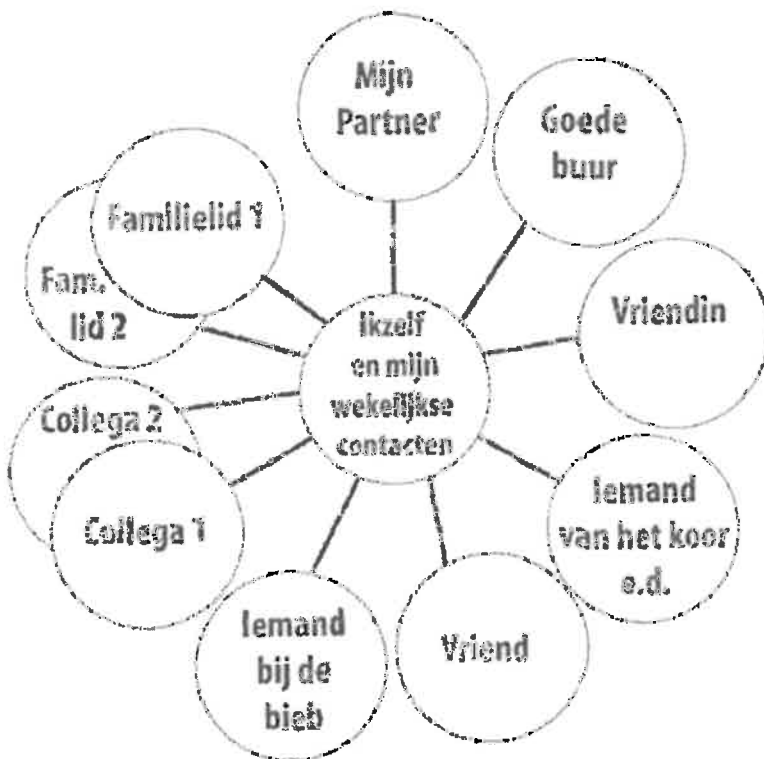 Mijn
Partner
Goede
buur
Familielid 1
Fam.
lid 2
Vriendin
Ikzelf
en mijn
wekelijkse
contacten
Collega 2
Collega 1
Iemand
van het koor
e.d.
Iemand
bij de
bieb
Vriend